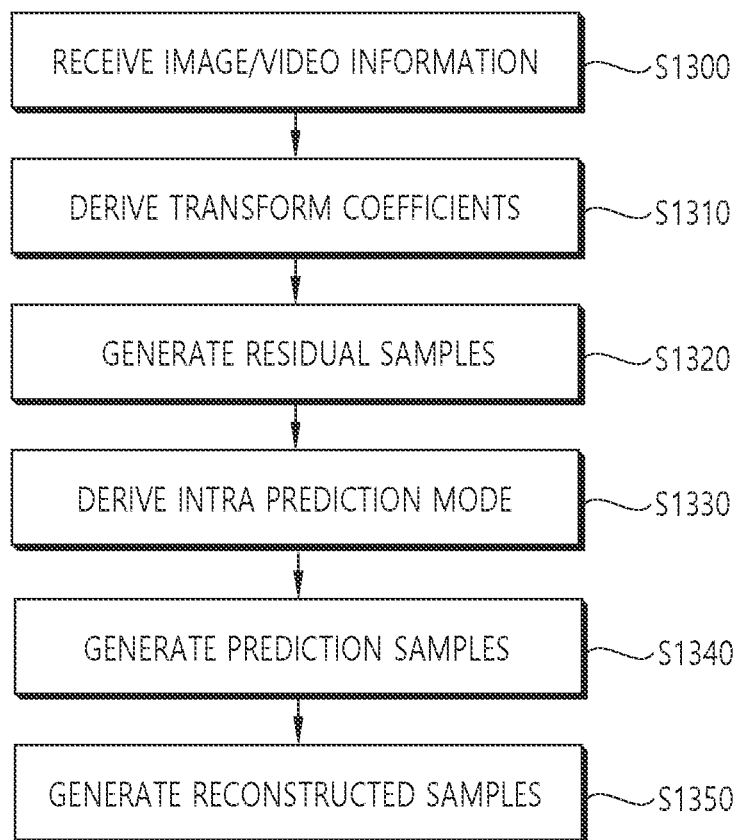 RECEIVE IMAGE/VIDEO INFORMATION S1300
DERIVE TRANSFORM COEFFICIENTS S1310
GENERATE RESIDUAL SAMPLES S1320
DERIVE INTRA PREDICTION MODE S1330
GENERATE PREDICTION SAMPLES S1340
GENERATE RECONSTRUCTED SAMPLES S1350